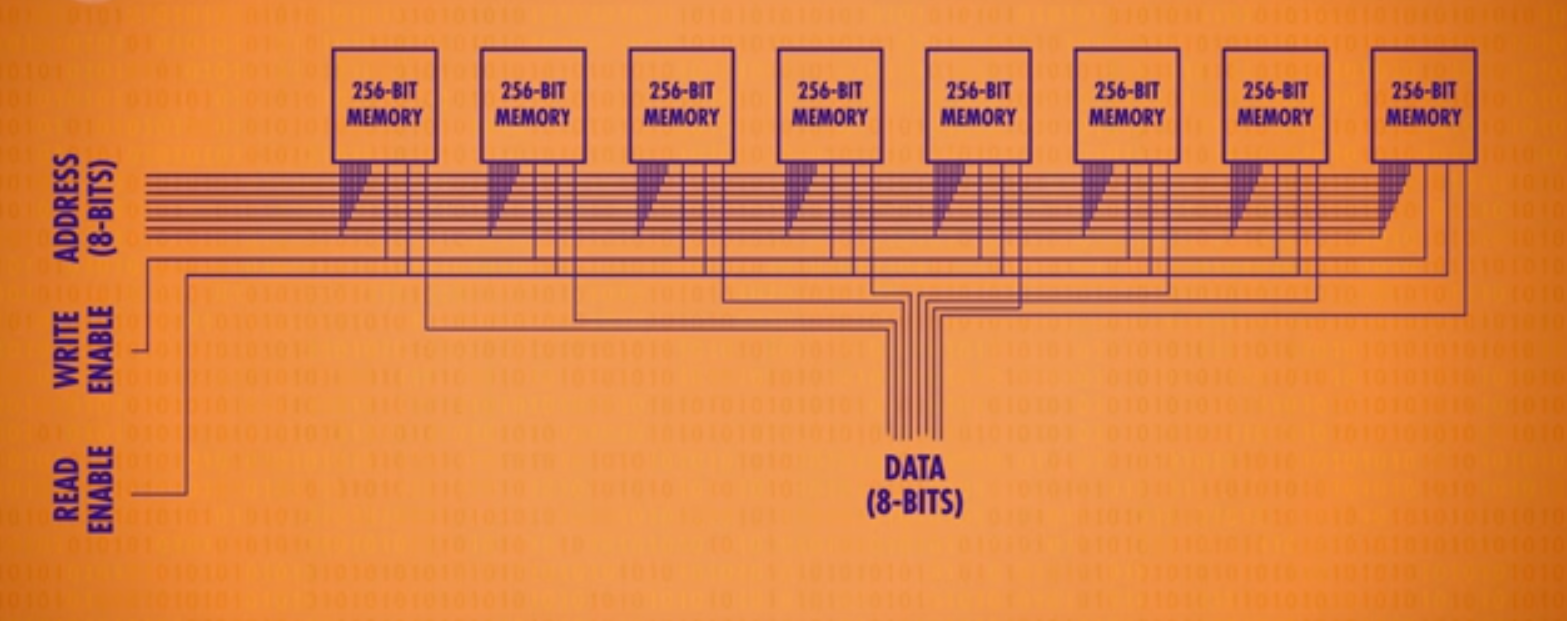 256-BIT
MEMORY
256-BIT
MEMORY
256-BIT
MEMORY
256-BIT
MEMORY
256-BIT
MEMORY
256-BIT
MEMORY
256-BIT
MEMORY
256-BIT
MEMORY
ADDRESS
(8-BITS)
WRITE
ENABLE
READ
ENABLE
DATA
(8-BITS)